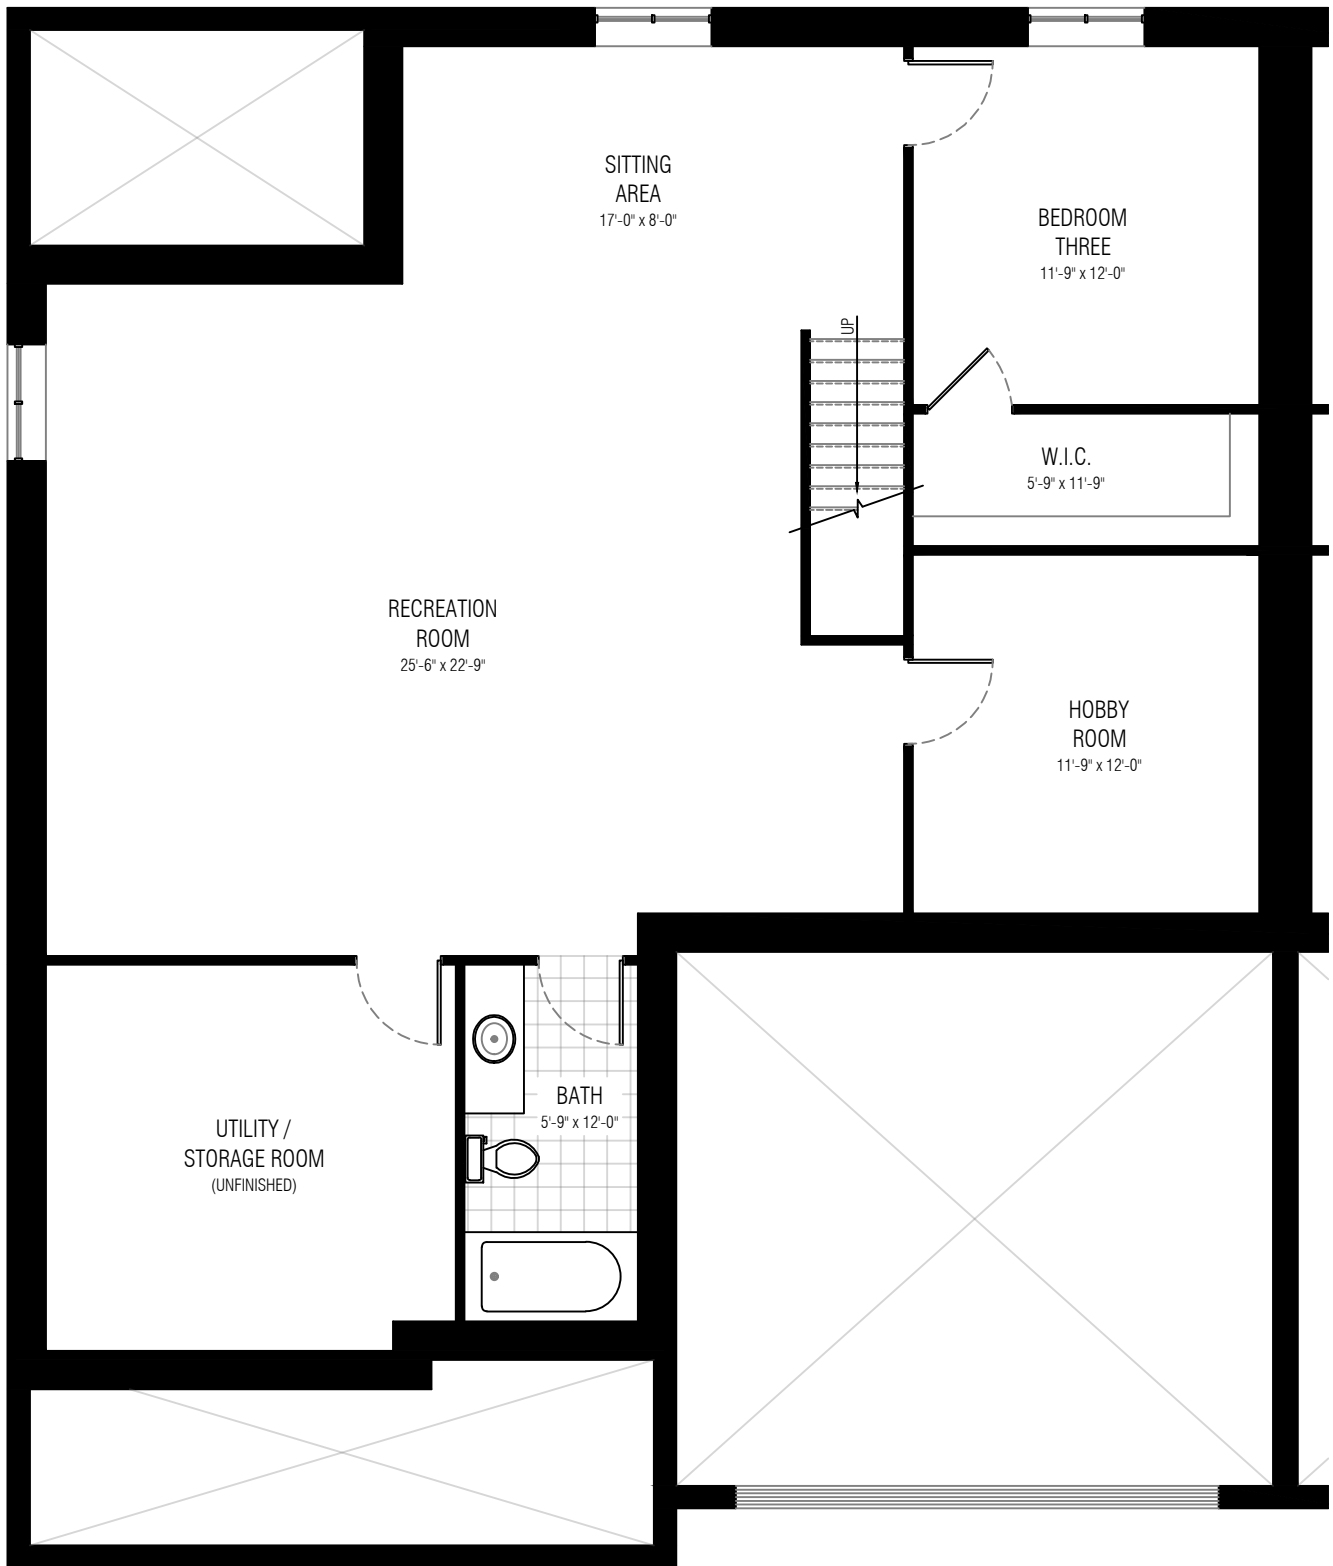 SITTING
AREA
17'-0" x 8'-0"
BEDROOM
THREE
11'-9" x 12'-0"
UP
W.I.C.
5'-9" x 11'-9"
RECREATION
ROOM
25'-6" x 22'-9"
HOBBY
ROOM
11'-9" x 12'-0"
BATH
5'-9" x 12'-0"
UTILITY /
STORAGE ROOM
(UNFINISHED)